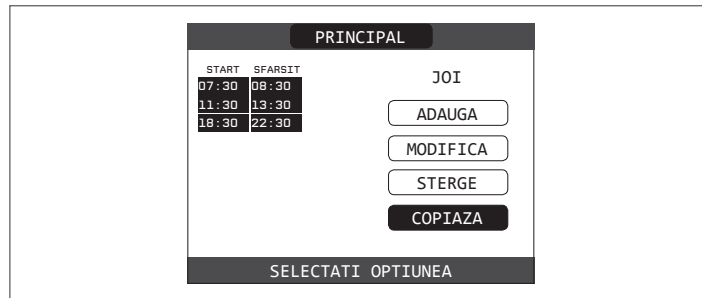 PRINCIPAL
START SFARSIT
07:30 08:30
11:30 13:30
18:30 22:30
JOI
ADAUGA
MODIFICA
STERGE
COPIAZA
SELECTATI OPTIUNEA